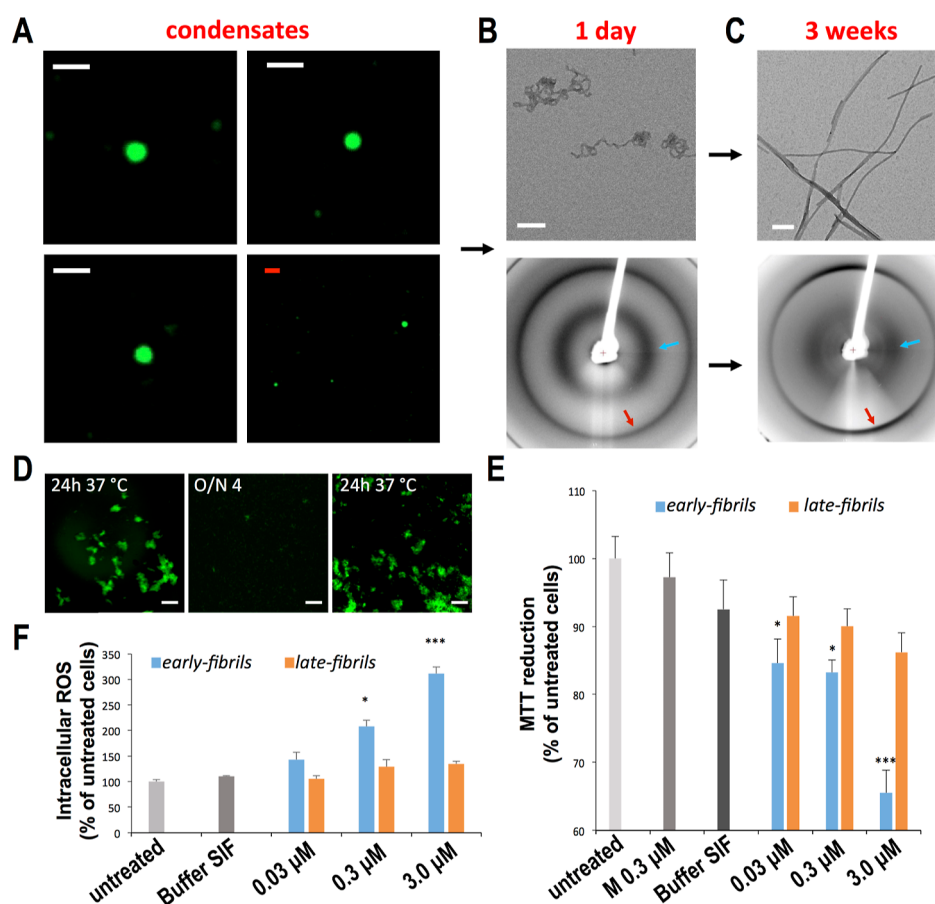 A
condensates
B
1 day
C
3 weeks
D
24h 37 °C
O/N 4
24h 37 °C
E
MTT reduction
(% of untreated cells)
110
100
90
80
70
60
early-fibrils
late-fibrils
*
*
***
untreated
M 0.3 µM
Buffer SIF
0.03 µM
0.3 µM
3.0 µM
F
Intracellular ROS
(% of untreated cells)
350
300
250
200
150
100
50
0
early-fibrils
late-fibrils
*
***
untreated
Buffer SIF
0.03 µM
0.3 µM
3.0 µM